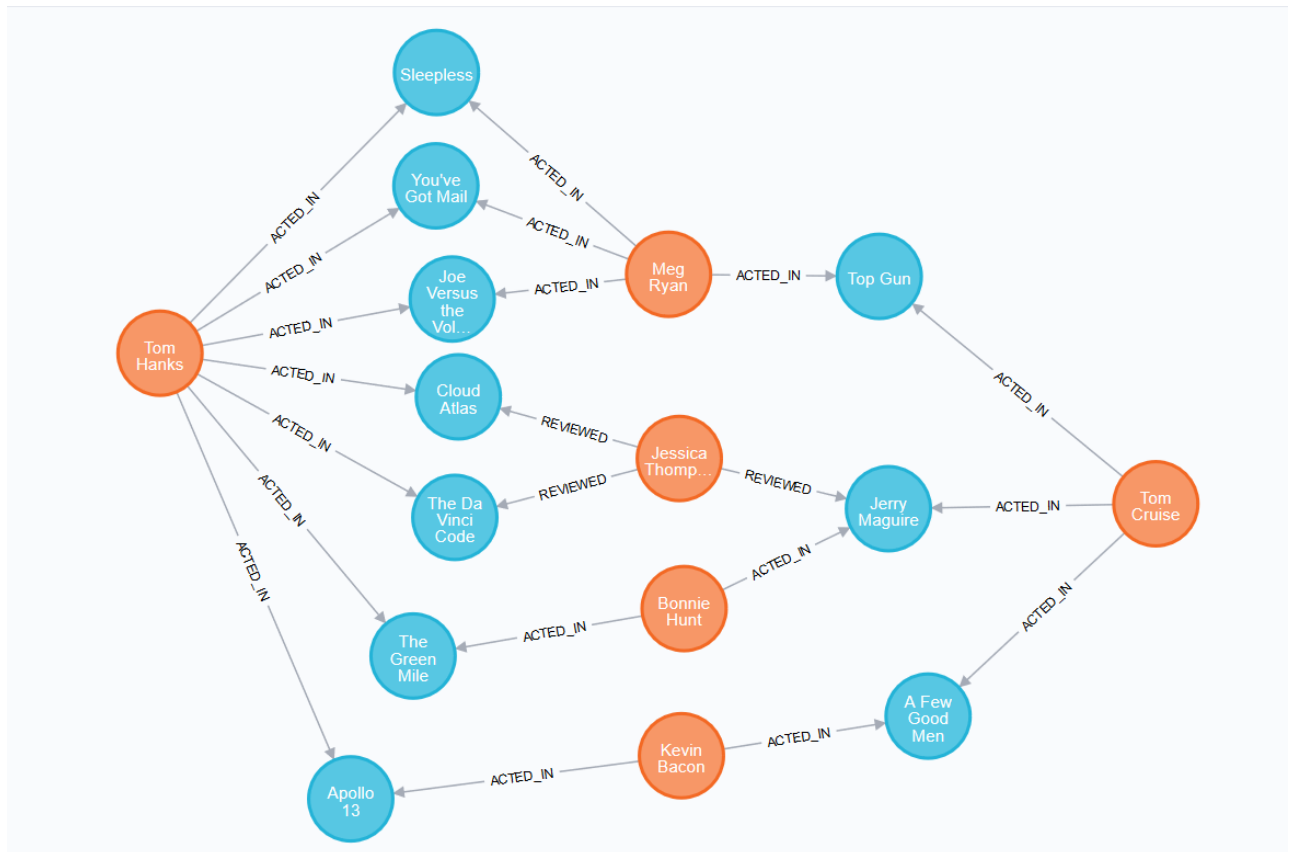 Sleepless
ACTED_IN
ACTED_IN
You've
Got Mail
ACTED_IN
ACTED_IN
Meg
Ryan
ACTED_IN
Top Gun
Joe
Versus
the
Vol...
ACTED_IN
ACTED_IN
Tom
Hanks
ACTED_IN
Cloud
Atlas
ACTED_IN
ACTED_IN
REVIEWED
Jessica
Thomp...
REVIEWED
REVIEWED
ACTED_IN
The Da
Vinci
Code
Jerry
Maguire
ACTED_IN
Tom
Cruise
ACTED_IN
ACTED_IN
Bonnie
Hunt
ACTED_IN
ACTED_IN
The
Green
Mile
A Few
Good
Men
ACTED_IN
Kevin
Bacon
ACTED_IN
Apollo
13